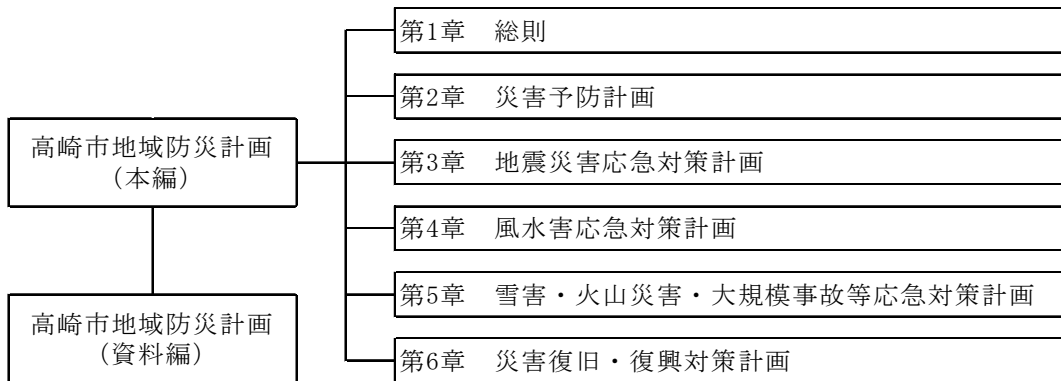 高崎市地域防災計画
（本編）
高崎市地域防災計画
（資料編）
第1章　総則
第2章　災害予防計画
第3章　地震災害応急対策計画
第4章　風水害応急対策計画
第5章　雪害・火山災害・大規模事故等応急対策計画
第6章　災害復旧・復興対策計画